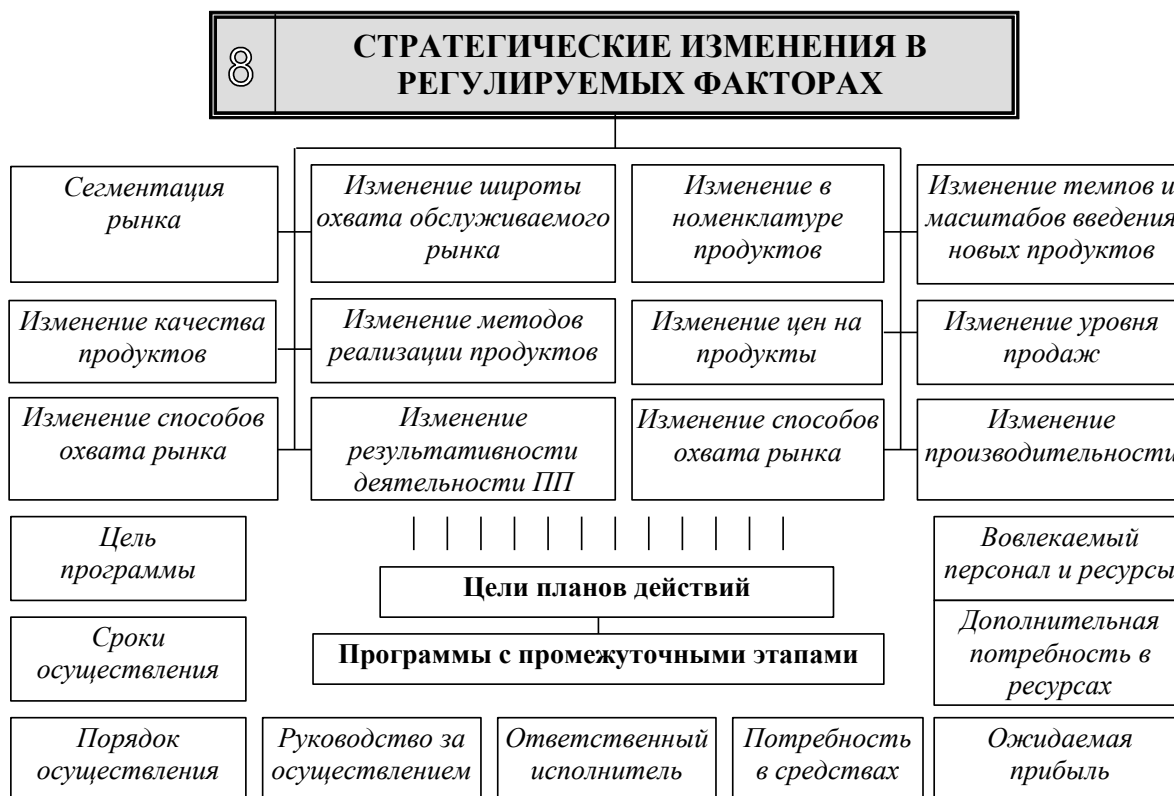 8
СТРАТЕГИЧЕСКИЕ ИЗМЕНЕНИЯ В
РЕГУЛИРУЕМЫХ ФАКТОРАХ
Сегментация
рынка
Изменение широты
охвата обслуживаемого
рынка
Изменение в
номенклатуре
продуктов
Изменение темпов и
масштабов введения
новых продуктов
Изменение качества
продуктов
Изменение методов
реализации продуктов
Изменение цен на
продукты
Изменение уровня
продаж
Изменение способов
охвата рынка
Изменение
результативности
деятельности ПП
Изменение способов
охвата рынка
Изменение
производительности
Цель
программы
Цели планов действий
Вовлекаемый
персонал и ресурсы
Сроки
осуществления
Программы с промежуточными этапами
Дополнительная
потребность в
ресурсах
Порядок
осуществления
Руководство за
осуществлением
Ответственный
исполнитель
Потребность
в средствах
Ожидаемая
прибыль